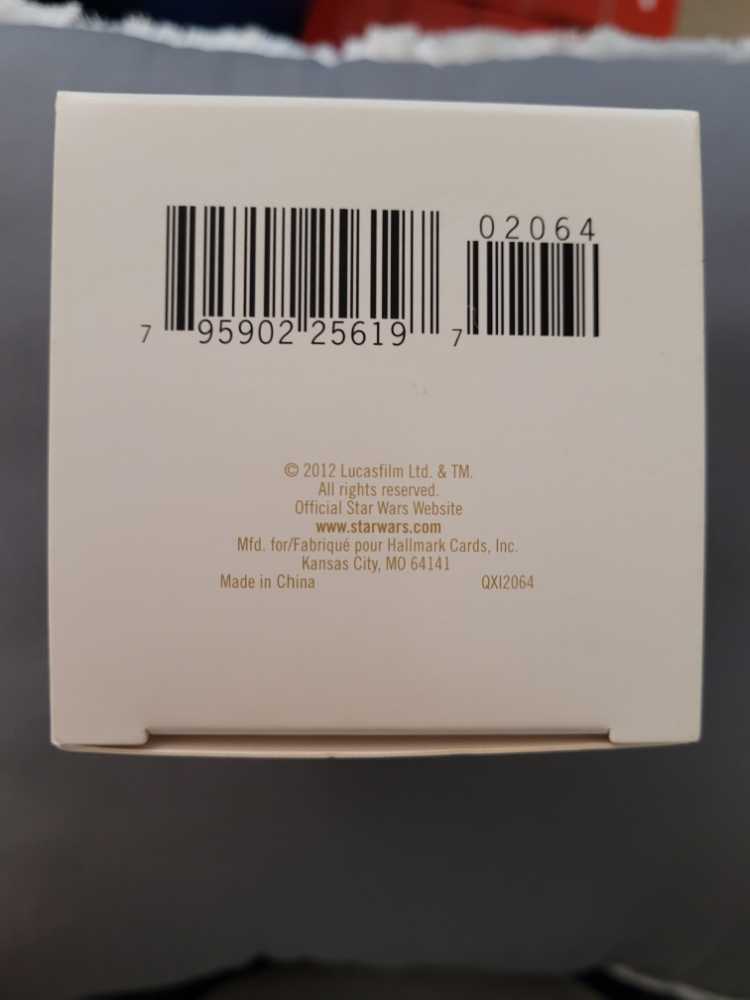 02064
7 95902 25619 7
© 2012 Lucasfilm Ltd. & TM.
All rights reserved.
Official Star Wars Website
www.starwars.com
Mfd. for/Fabriqué pour Hallmark Cards, Inc.
Kansas City, MO 64141
Made in China QXI2064